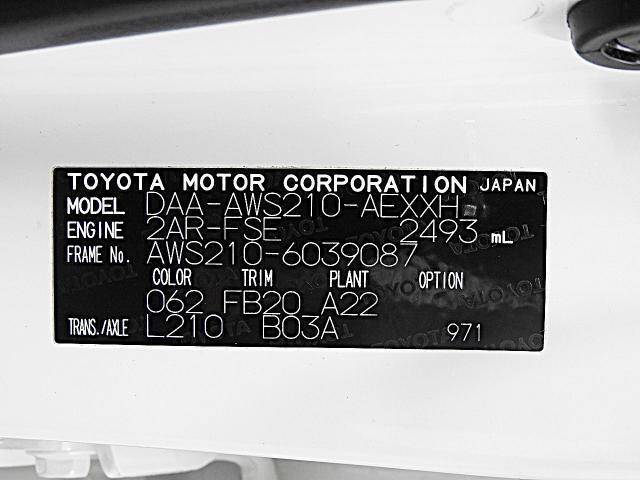 TOYOTA MOTOR CORPORATION JAPAN
MODEL DAA-AWS210-AEXXH
ENGINE 2AR-FSE 2493 mL
FRAME No. AWS210-6039087
COLOR TRIM PLANT OPTION
062 FB20 A22
TRANS./AXLE L210 B03A 971